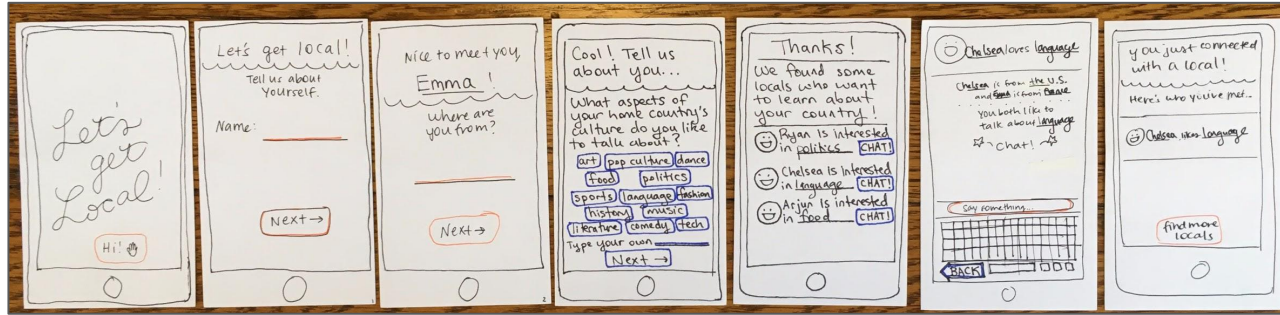 Let's
get
Local!
Hi!
Let's get local!
Tell us about
yourself.
Name:
Next →
1
Nice to meet you,
Emma!
where are
you from?
Next →
2
Cool! Tell us
about you...
What aspects of
your home country's
culture do you like
to talk about?
art pop culture dance
food politics
sports language fashion
history music
literature comedy tech
Type your own
Next →
Thanks!
We found some
locals who want
to learn about
your country!
Ryan is interested
in politics CHAT!
Chelsea is interested
in language CHAT!
Arjun is interested
in food CHAT!
Chelsea loves language
Chelsea is from the U.S.
and is from
you both like to
talk about language
Chat!
Say something...
BACK
you just connected
with a local!
Here's who you've met...
Chelsea likes language
find more
locals